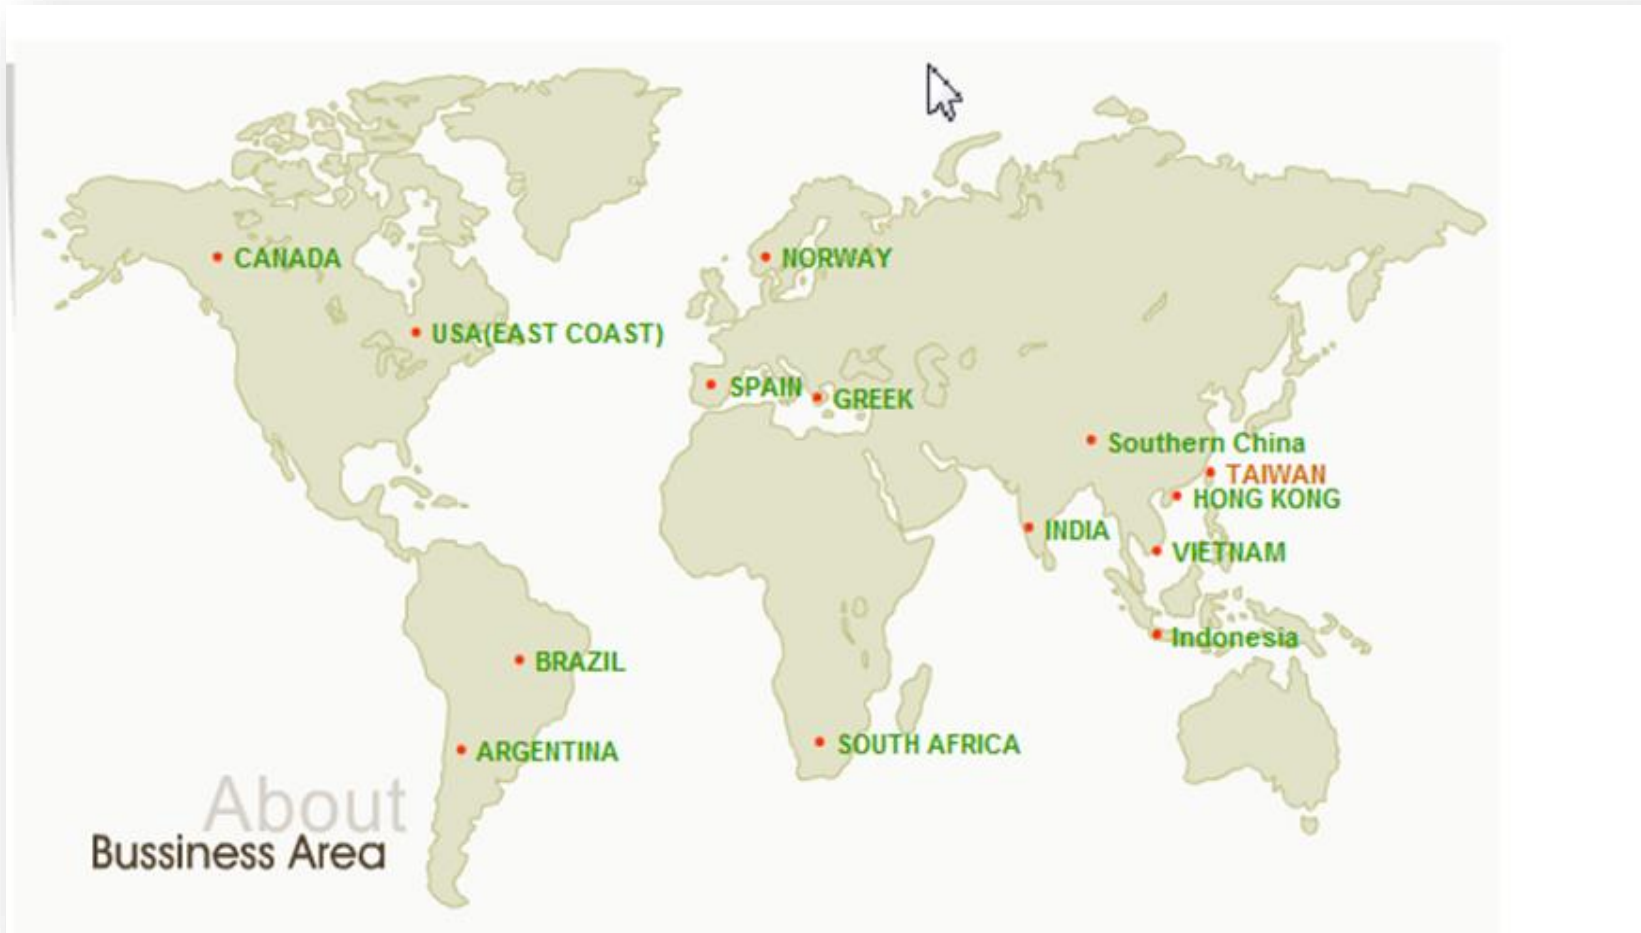 CANADA
NORWAY
USA(EAST COAST)
SPAIN
GREEK
Southern China
TAIWAN
HONG KONG
INDIA
VIETNAM
Indonesia
BRAZIL
SOUTH AFRICA
ARGENTINA
About
Bussiness Area